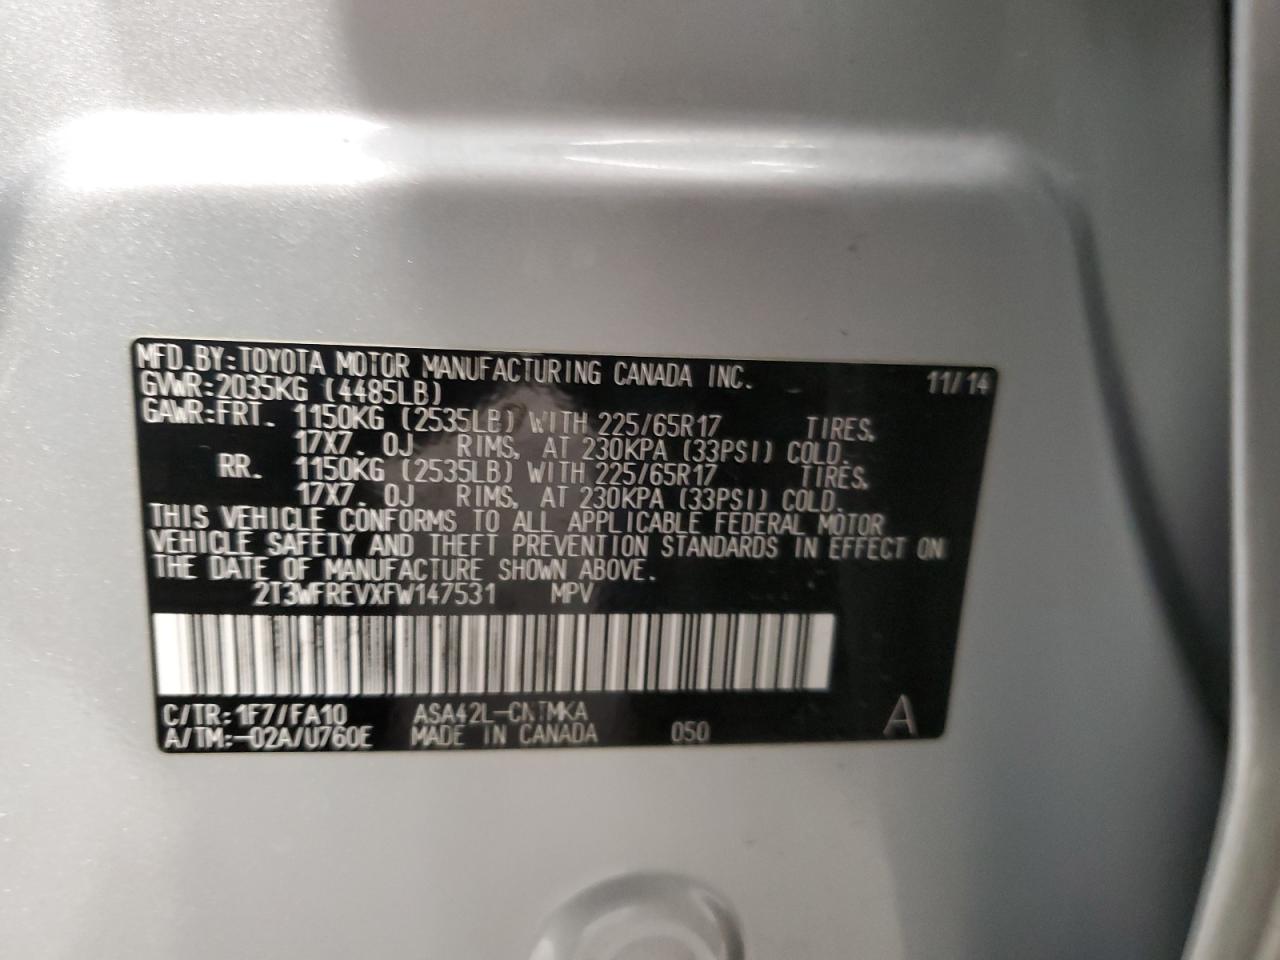 MFD.BY:TOYOTA MOTOR MANUFACTURING CANADA INC. 11/14
GVWR:2035KG (4485LB)
GAWR:FRT. 1150KG (2535LB) WITH 225/65R17 TIRES,
17X7.0J RIMS, AT 230KPA (33PSI) COLD.
RR. 1150KG (2535LB) WITH 225/65R17 TIRES,
17X7.0J RIMS, AT 230KPA (33PSI) COLD.
THIS VEHICLE CONFORMS TO ALL APPLICABLE FEDERAL MOTOR
VEHICLE SAFETY AND THEFT PREVENTION STANDARDS IN EFFECT ON
THE DATE OF MANUFACTURE SHOWN ABOVE.
2T3WFREVXFW147531 MPV
C/TR:1F7/FA10 ASA42L-CNTMKA
A/TM:-02A/U760E MADE IN CANADA 050 A